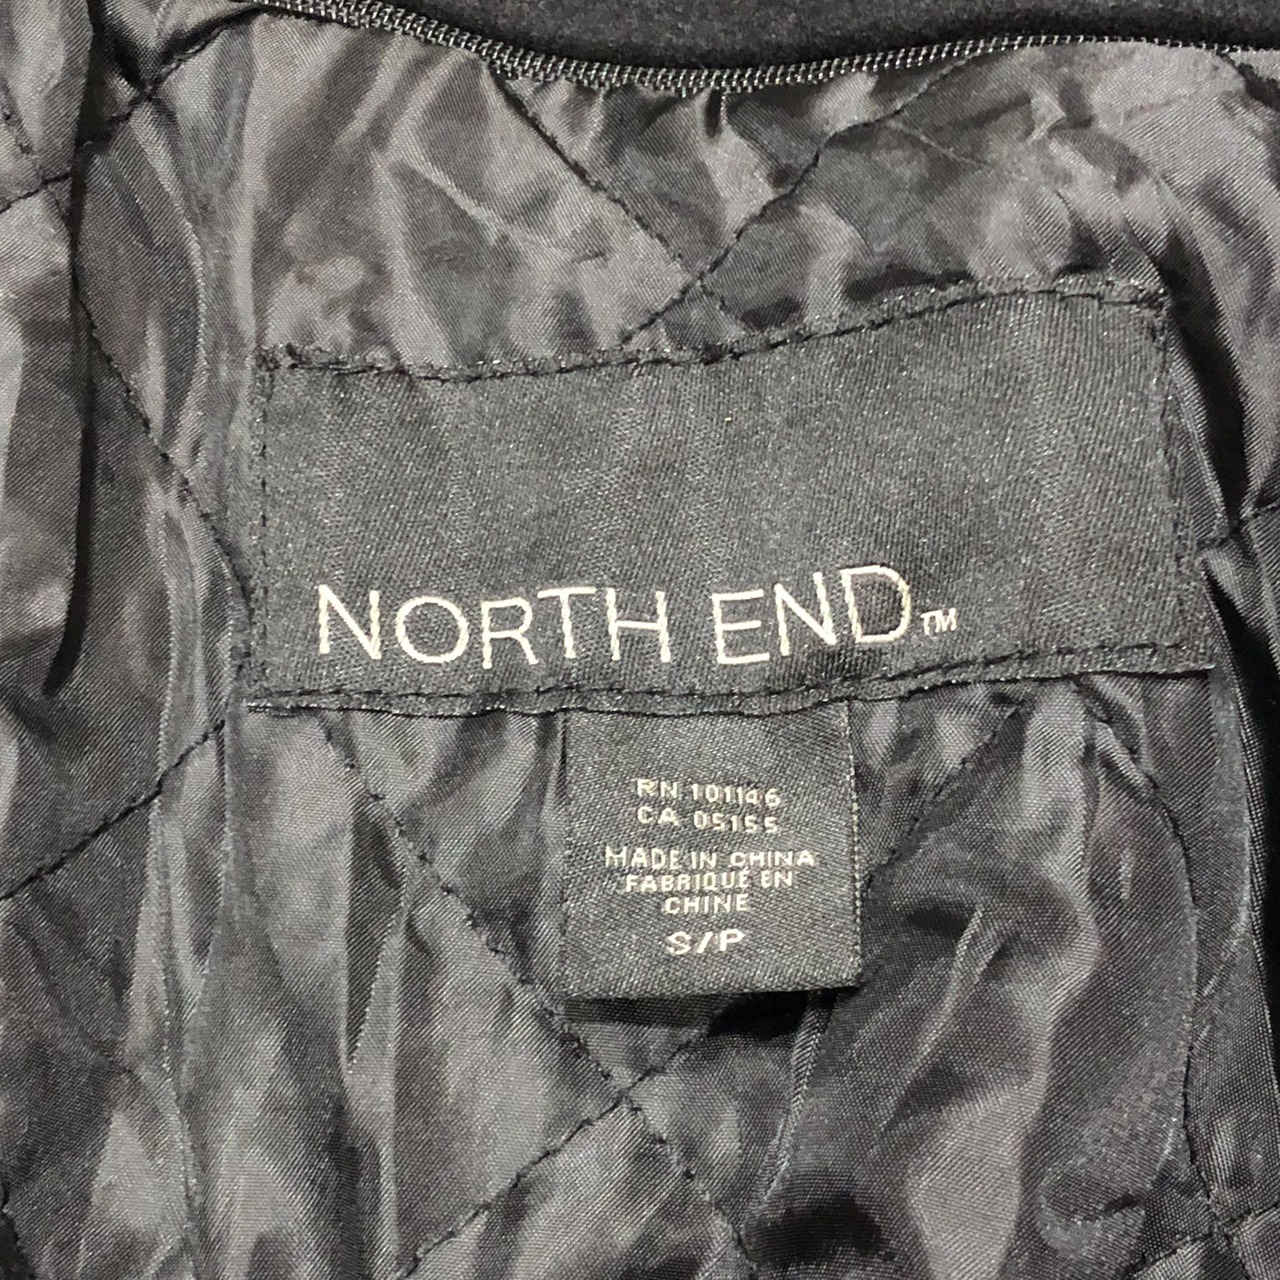 NORTH END™
RN 101146
CA 05155
MADE IN CHINA
FABRIQUÉ EN
CHINE
S/P